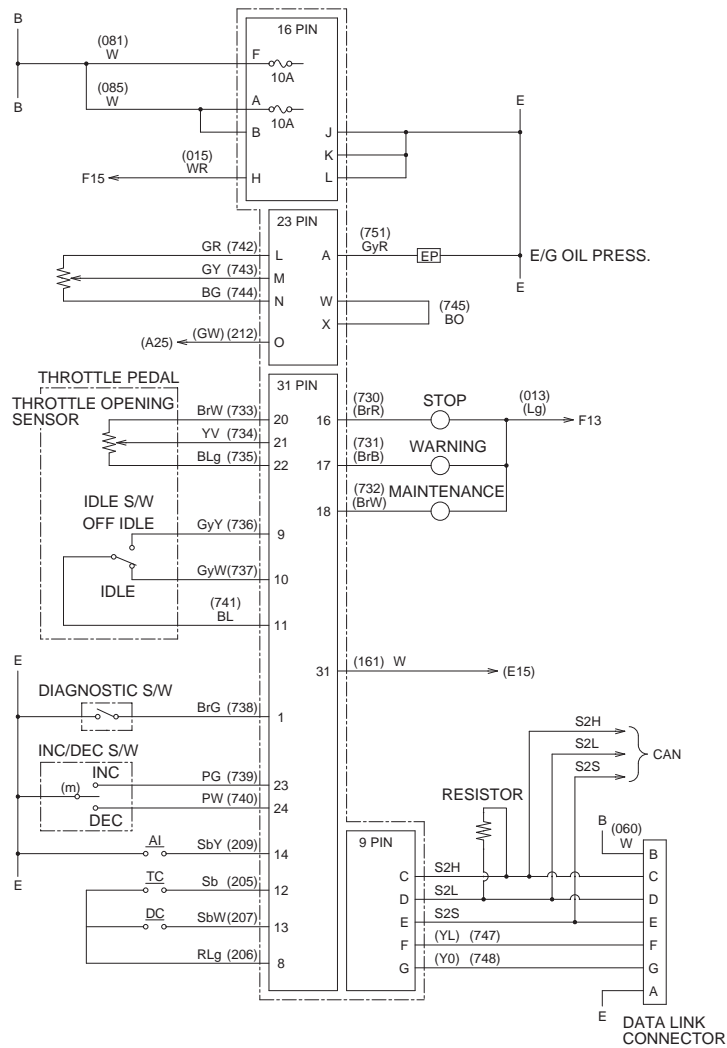 B
B
16 PIN
(081)
W
F
10A
(085)
W
A
10A
B
(015)
WR
F15
H
J
K
L
E
E
23 PIN
GR (742)
L
GY (743)
M
BG (744)
N
(GW) (212)
(A25)
O
A
(751)
GyR
EP
E/G OIL PRESS.
W
X
(745)
BO
31 PIN
THROTTLE PEDAL
THROTTLE OPENING
SENSOR
BrW (733)
20
YV (734)
21
BLg (735)
22
IDLE S/W
OFF IDLE
GyY (736)
9
GyW(737)
10
IDLE
(741)
BL
11
16
(730)
(BrR)
STOP
(013)
(Lg)
F13
17
(731)
(BrB)
WARNING
18
(732)
(BrW)
MAINTENANCE
31
(161) W
(E15)
E
E
DIAGNOSTIC S/W
BrG (738)
1
INC/DEC S/W
INC
(m)
DEC
PG (739)
23
PW (740)
24
AI
SbY (209)
14
TC
Sb (205)
12
DC
SbW(207)
13
RLg (206)
8
9 PIN
C
D
E
F
G
S2H
S2L
S2S
(YL) (747)
(Y0) (748)
RESISTOR
S2H
S2L
S2S
CAN
B
(060)
W
B
C
D
E
F
G
A
E
DATA LINK
CONNECTOR